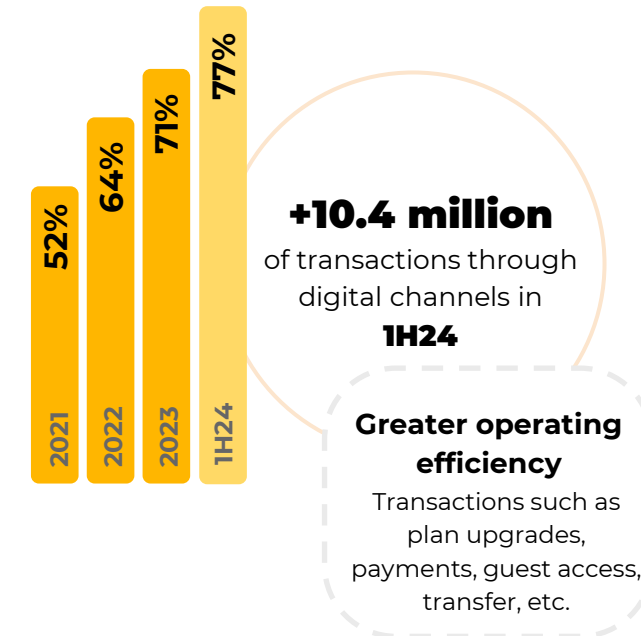 52%
64%
71%
77%
2021
2022
2023
1H24
+10.4 million
of transactions through
digital channels in
1H24
Greater operating
efficiency
Transactions such as
plan upgrades,
payments, guest access,
transfer, etc.